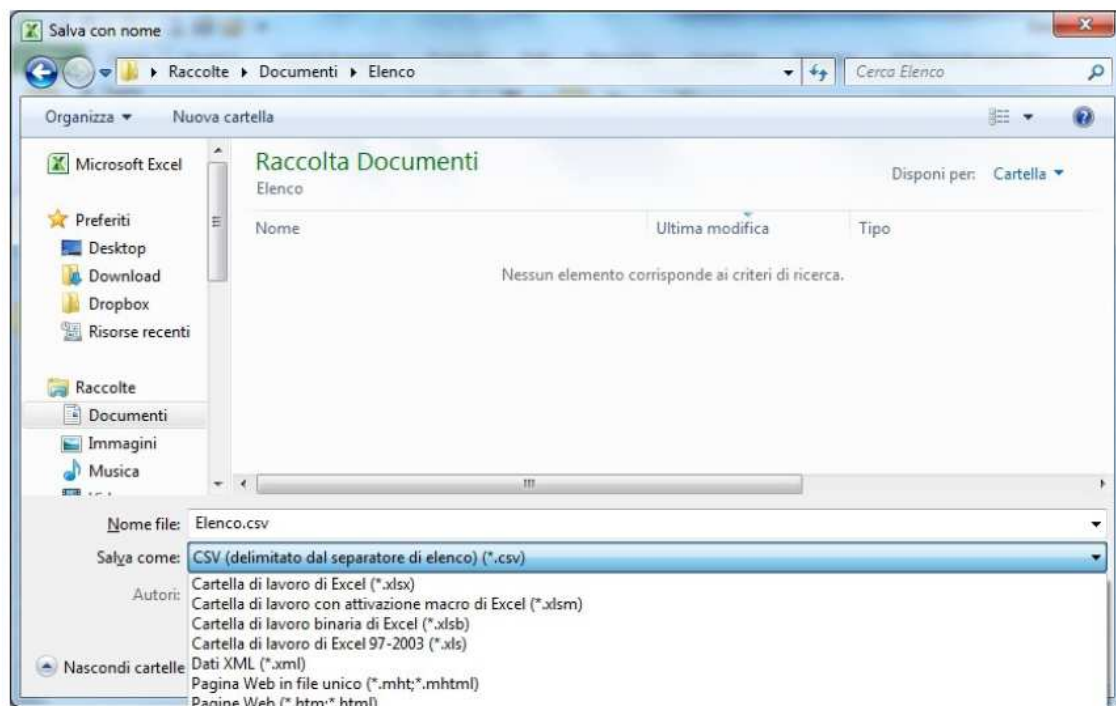 Salva con nome
Raccolte Documenti Elenco
Cerca Elenco
Organizza Nuova cartella
Microsoft Excel
Preferiti
Desktop
Download
Dropbox
Risorse recenti
Raccolte
Documenti
Immagini
Musica
Raccolta Documenti
Elenco
Disponi per: Cartella
Nome Ultima modifica Tipo
Nessun elemento corrisponde ai criteri di ricerca.
Nome file: Elenco.csv
Salva come: CSV (delimitato dal separatore di elenco) (*.csv)
Autori:
Cartella di lavoro di Excel (*.xlsx)
Cartella di lavoro con attivazione macro di Excel (*.xlsm)
Cartella di lavoro binaria di Excel (*.xlsb)
Cartella di lavoro di Excel 97-2003 (*.xls)
Dati XML (*.xml)
Pagina Web in file unico (*.mht;*.mhtml)
Pagine Web (*.htm;*.html)
Nascondi cartelle